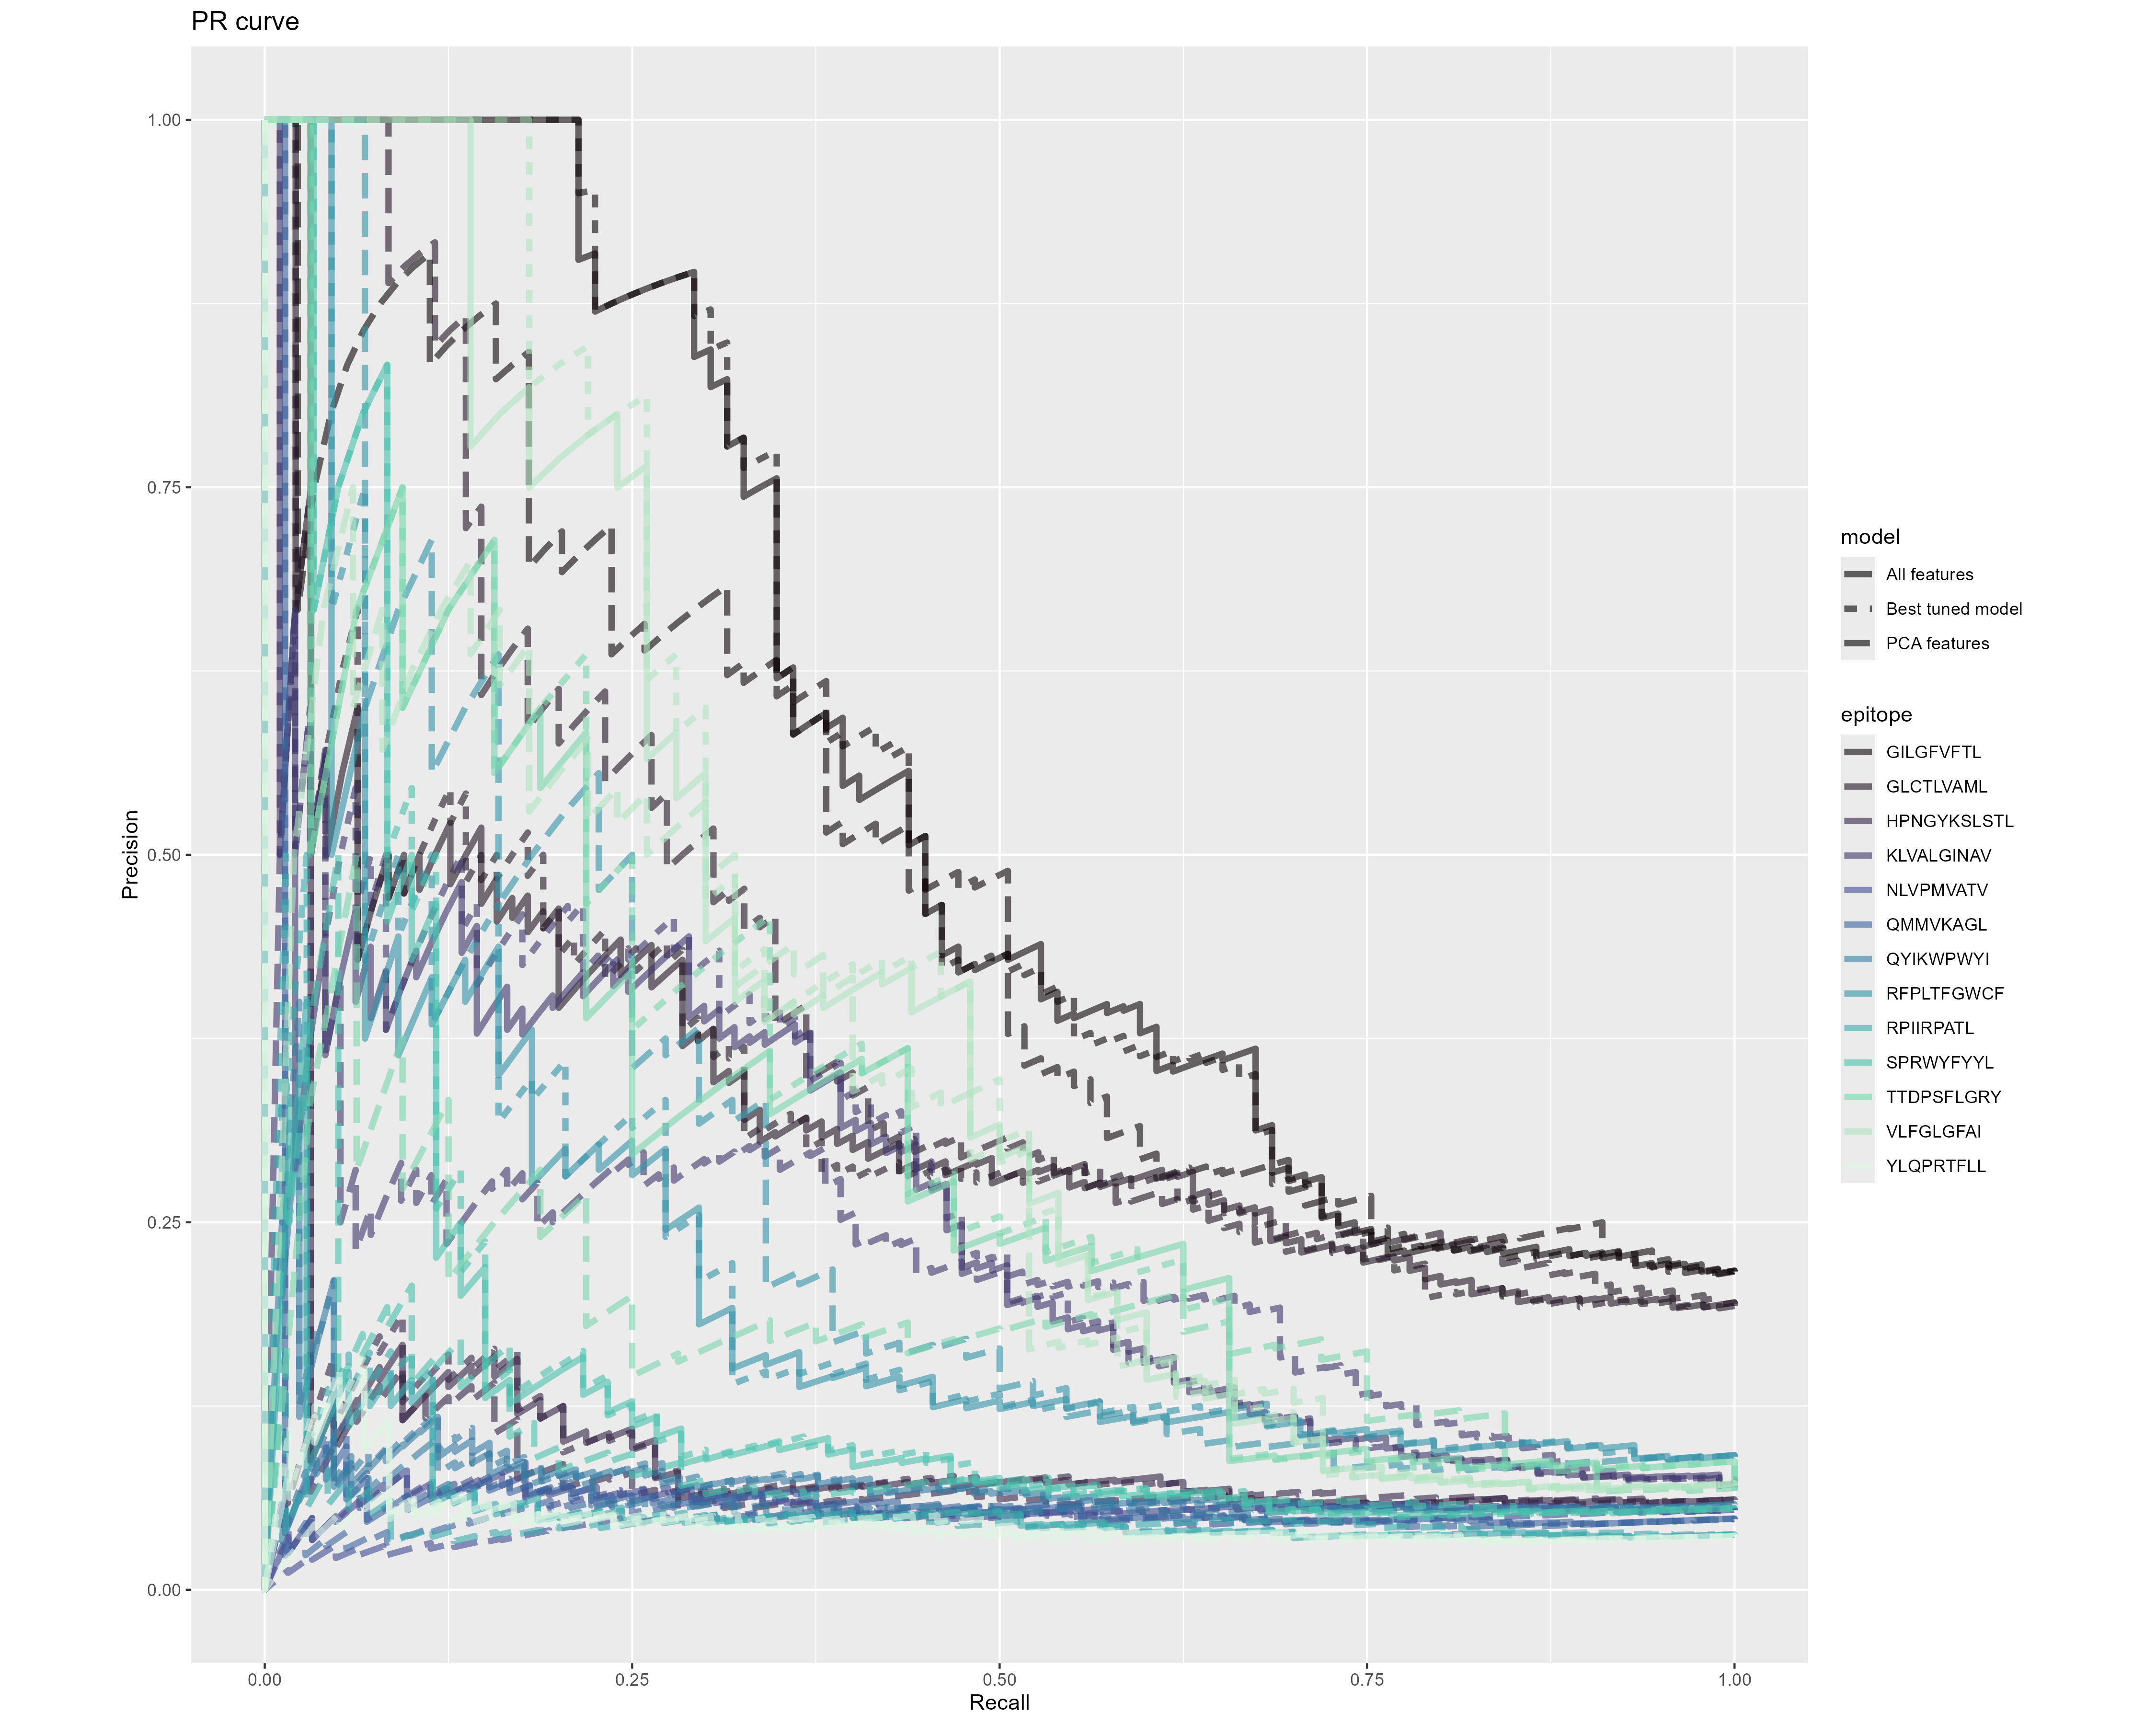 PR curve
Precision
1.00
0.75
0.50
0.25
0.00
0.00
0.25
0.50
0.75
1.00
Recall
model
All features
Best tuned model
PCA features
epitope
GILGFVFTL
GLCTLVAML
HPNGYKSLSTL
KLVALGINAV
NLVPMVATV
QMMVKAGL
QYIKWPWYI
RFPLTFGWCF
RPIIRPATL
SPRWYFYYL
TTDPSFLGRY
VLFGLGFAI
YLQPRTFLL